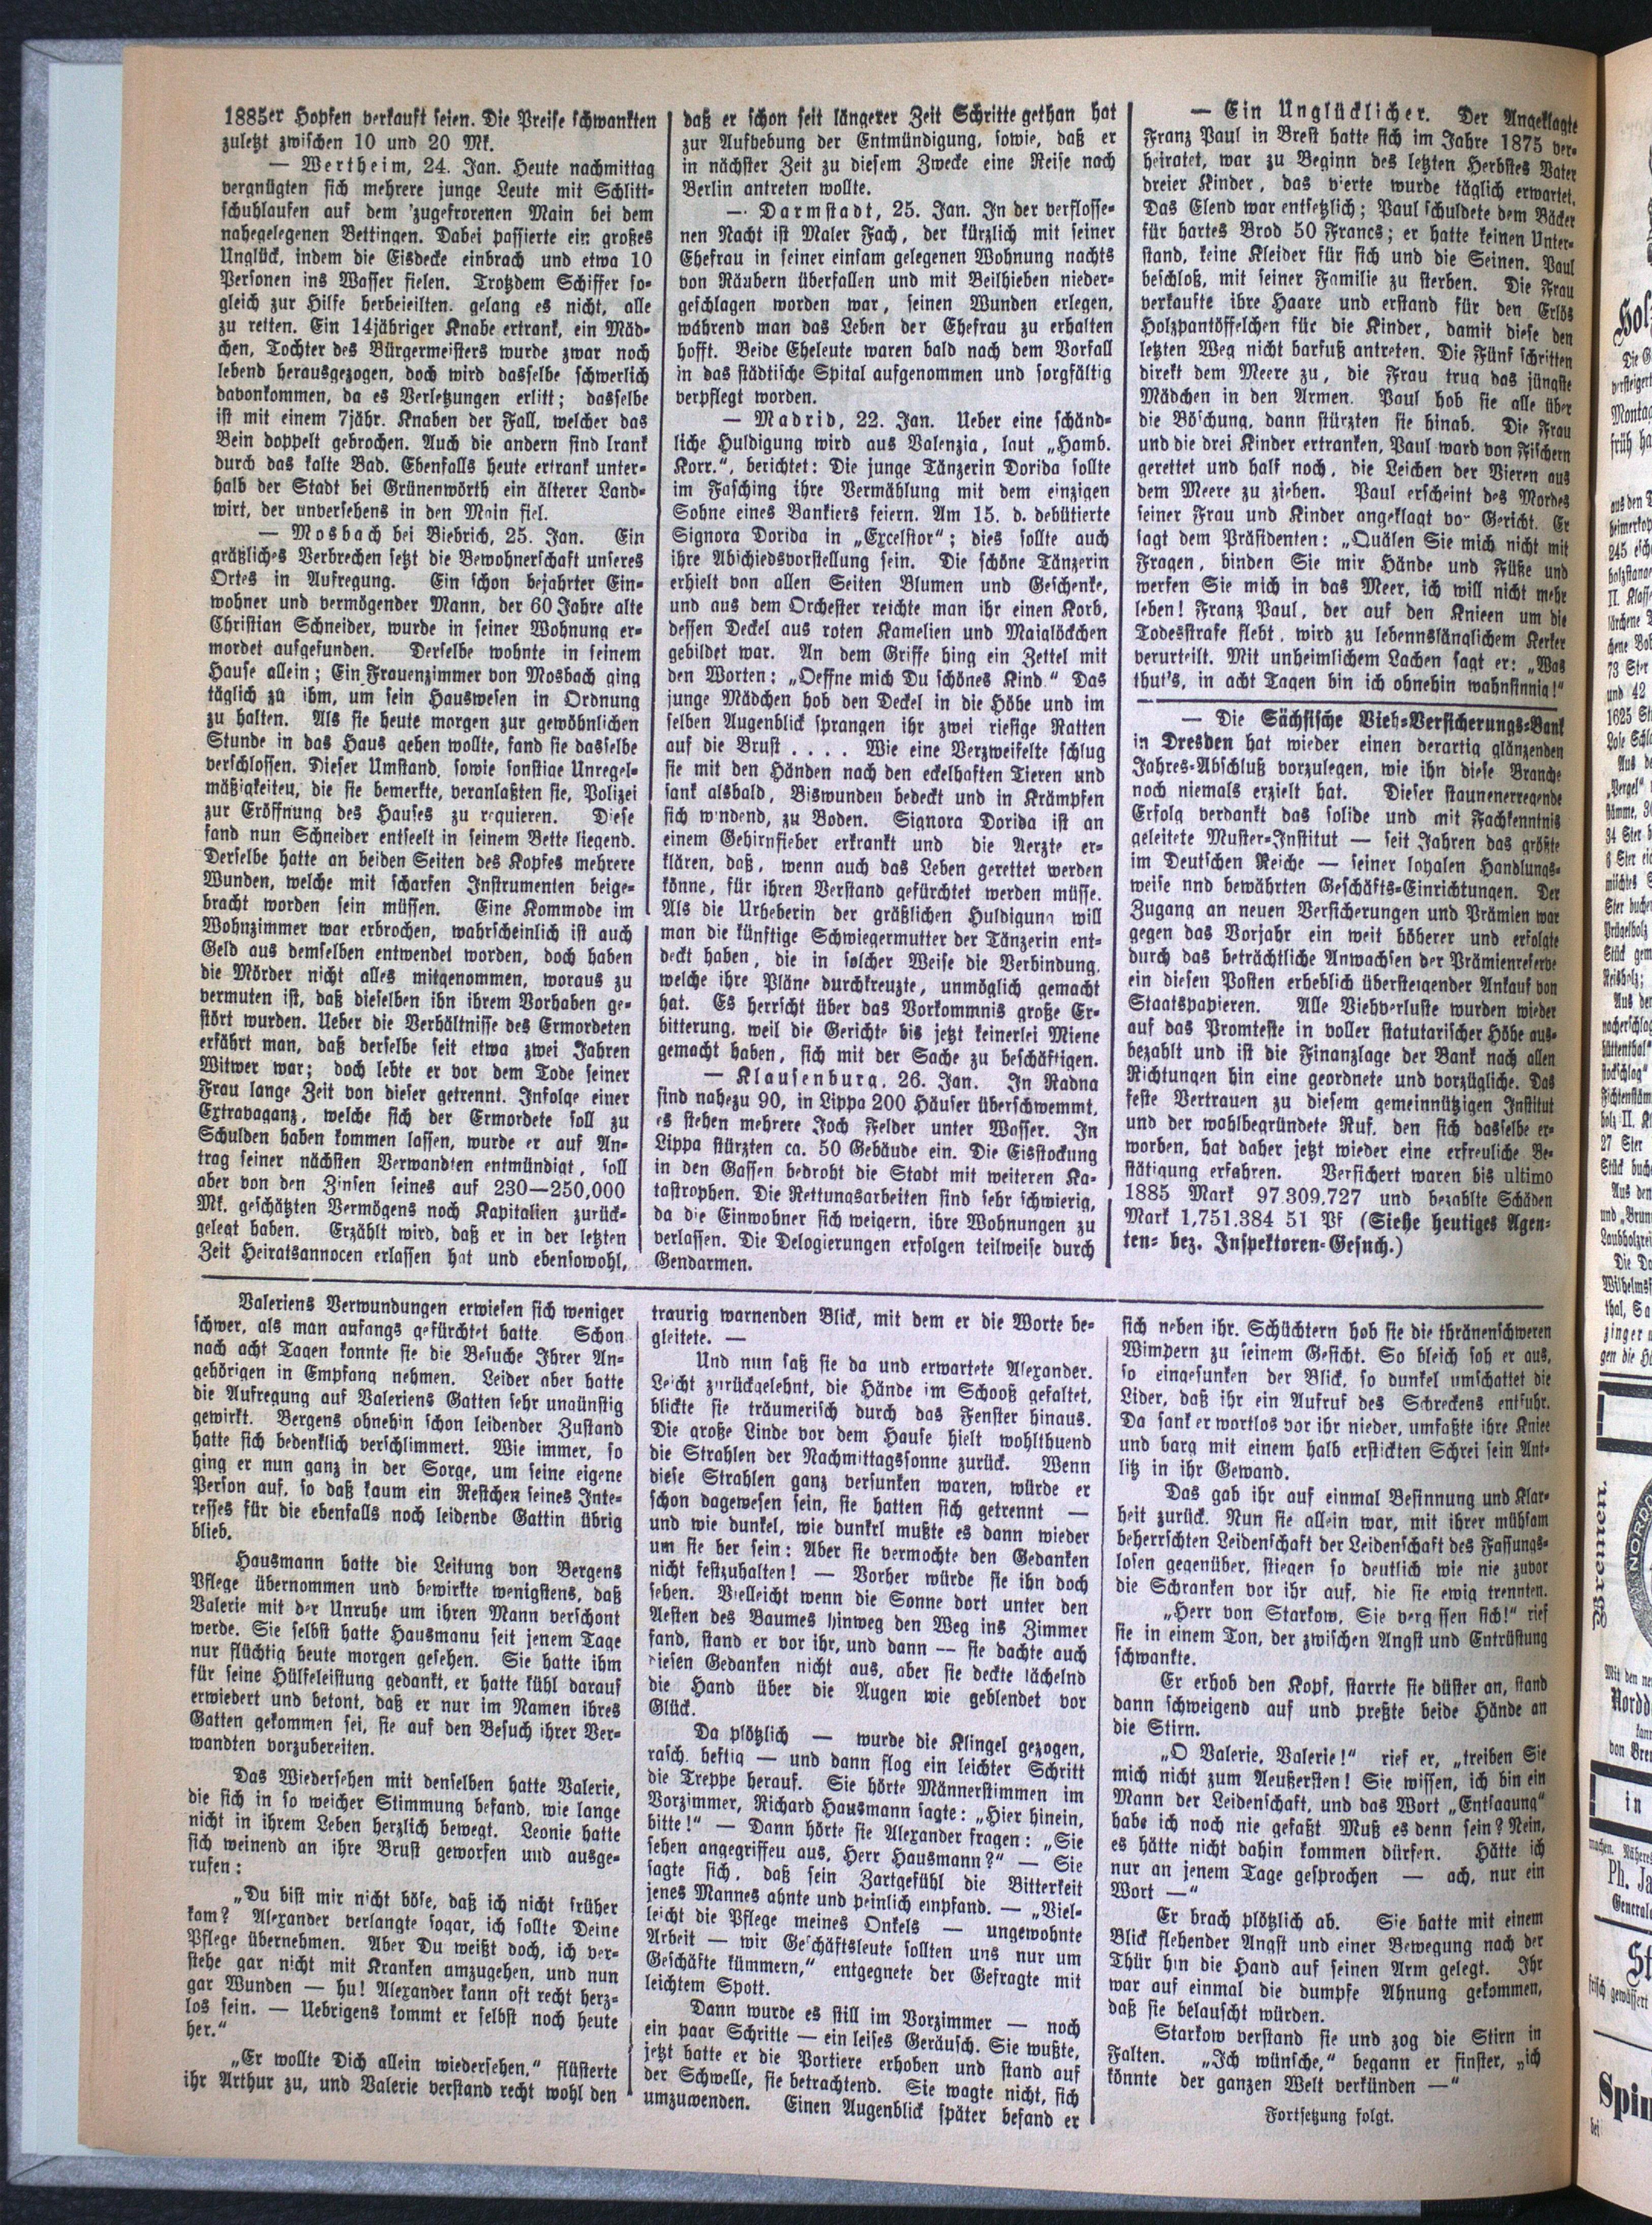 1885er Hopfen verkauft seien. Die Preise schwankten
zuletzt zwischen 10 und 20 Mk.
— Wertheim, 24. Jan. Heute nachmittag
vergnügten sich mehrere junge Leute mit Schlitt-
schuhlaufen auf dem zugefrorenen Main bei dem
nahegelegenen Bettingen. Dabei passierte ein großes
Unglück, indem die Eisdecke einbrach und etwa 10
Personen ins Wasser fielen. Trotzdem Schiffer so-
gleich zur Hilfe herbeieilten, gelang es nicht, alle
zu retten. Ein 14jähriger Knabe ertrank, ein Mäd-
chen, Tochter des Bürgermeisters wurde zwar noch
lebend herausgezogen, doch wird dasselbe schwerlich
davonkommen, da es Verletzungen erlitt; dasselbe
ist mit einem 7jähr. Knaben der Fall, welcher das
Bein doppelt gebrochen. Auch die andern sind krank
durch das kalte Bad. Ebenfalls heute ertrank unter-
halb der Stadt bei Grünenwörth ein älterer Land-
wirt, der unversehens in den Main fiel.
— Mosbach bei Biebrich, 25. Jan. Ein
gräßliches Verbrechen setzt die Bewohnerschaft unseres
Ortes in Aufregung. Ein schon bejahrter Ein-
wohner und vermögender Mann, der 60 Jahre alte
Christian Schneider, wurde in seiner Wohnung er-
mordet aufgefunden. Derselbe wohnte in seinem
Hause allein; Ein Frauenzimmer von Mosbach ging
täglich zu ihm, um sein Hauswesen in Ordnung
zu halten. Als sie heute morgen zur gewöhnlichen
Stunde in das Haus gehen wollte, fand sie dasselbe
verschlossen. Dieser Umstand, sowie sonstige Unregel-
mäßigkeiteu, die sie bemerkte, veranlaßten sie, Polizei
zur Eröffnung des Hauses zu requieren. Diese
fand nun Schneider entseelt in seinem Bette liegend.
Derselbe hatte an beiden Seiten des Kopfes mehrere
Wunden, welche mit scharfen Instrumenten beige-
bracht worden sein müssen. Eine Kommode im
Wohnzimmer war erbrochen, wahrscheinlich ist auch
Geld aus demselben entwendet worden, doch haben
die Mörder nicht alles mitgenommen, woraus zu
vermuten ist, daß dieselben ihn ihrem Vorhaben ge-
stört wurden. Ueber die Verhältnisse des Ermordeten
erfährt man, daß derselbe seit etwa zwei Jahren
Witwer war; doch lebte er vor dem Tode seiner
Frau lange Zeit von dieser getrennt. Infolge einer
Extravaganz, welche sich der Ermordete soll zu
Schulden haben kommen lassen, wurde er auf An-
trag seiner nächsten Verwandten entmündigt, soll
aber von den Zinsen seines auf 230—250,000
Mk. geschätzten Vermögens noch Kapitalien zurück-
gelegt haben. Erzählt wird, daß er in der letzten
Zeit Heiratsannocen erlassen hat und ebensowohl,
daß er schon seit längerer Zeit Schritte gethan hat
zur Aufhebung der Entmündigung, sowie, daß er
in nächster Zeit zu diesem Zwecke eine Reise nach
Berlin antreten wollte.
— Darmstadt, 25. Jan. In der verflosse-
nen Nacht ist Maler Fach, der kürzlich mit seiner
Ehefrau in seiner einsam gelegenen Wohnung nachts
von Räubern überfallen und mit Beilhieben nieder-
geschlagen worden war, seinen Wunden erlegen,
während man das Leben der Ehefrau zu erhalten
hofft. Beide Eheleute waren bald nach dem Vorfall
in das städtische Spital aufgenommen und sorgfältig
verpflegt worden.
— Madrid, 22. Jan. Ueber eine schänd-
liche Huldigung wird aus Valenzia, laut „Hamb.
Korr.“, berichtet: Die junge Tänzerin Dorida sollte
im Fasching ihre Vermählung mit dem einzigen
Sohne eines Bankiers feiern. Am 15. d. debütierte
Signora Dorida in „Excelsior“; dies sollte auch
ihre Abschiedsvorstellung sein. Die schöne Tänzerin
erhielt von allen Seiten Blumen und Geschenke,
und aus dem Orchester reichte man ihr einen Korb,
dessen Deckel aus roten Kamelien und Maiglöckchen
gebildet war. An dem Griffe hing ein Zettel mit
den Worten: „Oeffne mich Du schönes Kind.“ Das
junge Mädchen hob den Deckel in die Höhe und im
selben Augenblick sprangen ihr zwei riesige Ratten
auf die Brust . . . . Wie eine Verzweifelte schlug
sie mit den Händen nach den eckelhaften Tieren und
sank alsbald, Biswunden bedeckt und in Krämpfen
sich windend, zu Boden. Signora Dorida ist an
einem Gehirnfieber erkrankt und die Aerzte er-
klären, daß, wenn auch das Leben gerettet werden
könne, für ihren Verstand gefürchtet werden müsse.
Als die Urheberin der gräßlichen Huldigung will
man die künftige Schwiegermutter der Tänzerin ent-
deckt haben, die in solcher Weise die Verbindung,
welche ihre Pläne durchkreuzte, unmöglich gemacht
hat. Es herrscht über das Vorkommnis große Er-
bitterung, weil die Gerichte bis jetzt keinerlei Miene
gemacht haben, sich mit der Sache zu beschäftigen.
— Klausenburg, 26. Jan. In Radna
sind nahezu 90, in Lippa 200 Häuser überschwemmt,
es stehen mehrere Joch Felder unter Wasser. In
Lippa stürzten ca. 50 Gebäude ein. Die Eisstockung
in den Gassen bedroht die Stadt mit weiteren Ka-
tastrophen. Die Rettungsarbeiten sind sehr schwierig,
da die Einwohner sich weigern, ihre Wohnungen zu
verlassen. Die Delogierungen erfolgen teilweise durch
Gendarmen.
— Ein Unglücklicher. Der Angeklagte
Franz Paul in Brest hatte sich im Jahre 1875 ver-
heiratet, war zu Beginn des letzten Herbstes Vater
dreier Kinder, das vierte wurde täglich erwartet.
Das Elend war entsetzlich; Paul schuldete dem Bäcker
für hartes Brod 50 Francs; er hatte keinen Unter-
stand, keine Kleider für sich und die Seinen. Paul
beschloß, mit seiner Familie zu sterben. Die Frau
verkaufte ihre Haare und erstand für den Erlös
Holzpantöffelchen für die Kinder, damit diese den
letzten Weg nicht barfuß antreten. Die Fünf schritten
direkt dem Meere zu, die Frau trug das jüngste
Mädchen in den Armen. Paul hob sie alle über
die Böschung, dann stürzten sie hinab. Die Frau
und die drei Kinder ertranken, Paul ward von Fischern
gerettet und half noch, die Leichen der Vieren aus
dem Meere zu ziehen. Paul erscheint des Mordes
seiner Frau und Kinder angeklagt vor Gericht. Er
sagt dem Präsidenten: „Quälen Sie mich nicht mit
Fragen, binden Sie mir Hände und Füße und
werfen Sie mich in das Meer, ich will nicht mehr
leben! Franz Paul, der auf den Knieen um die
Todesstrafe fleht, wird zu lebennslänglichem Kerker
verurteilt. Mit unheimlichem Lachen sagt er: „Was
thut's, in acht Tagen bin ich ohnehin wahnsinnig!“
— Die Sächsische Vieh-Versicherungs-Bank
in Dresden hat wieder einen derartig glänzenden
Jahres-Abschluß vorzulegen, wie ihn diese Branche
noch niemals erzielt hat. Dieser staunenerregende
Erfolg verdankt das solide und mit Fachkenntnis
geleitete Muster-Institut — seit Jahren das größte
im Deutschen Reiche — seiner loyalen Handlungs-
weise nnd bewährten Geschäfts-Einrichtungen. Der
Zugang an neuen Versicherungen und Prämien war
gegen das Vorjahr ein weit höherer und erfolgte
durch das beträchtliche Anwachsen der Prämienreserve
ein diesen Posten erheblich übersteigender Ankauf von
Staatspapieren. Alle Viehverluste wurden wieder
auf das Promteste in voller statutarischer Höhe aus-
bezahlt und ist die Finanzlage der Bank nach allen
Richtungen hin eine geordnete und vorzügliche. Das
feste Vertrauen zu diesem gemeinnützigen Institut
und der wohlbegründete Ruf, den sich dasselbe er-
worben, hat daher jetzt wieder eine erfreuliche Be-
stätigung erfahren. Versichert waren bis ultimo
1885 Mark 97.309,727 und bezahlte Schäden
Mark 1,751.384 51 Pf (Siehe heutiges Agen-
ten- bez. Inspektoren-Gesuch.)
Valeriens Verwundungen erwiesen sich weniger
schwer, als man anfangs gefürchtet hatte. Schon
nach acht Tagen konnte sie die Besuche Ihrer An-
gehörigen in Empfang nehmen. Leider aber hatte
die Aufregung auf Valeriens Gatten sehr ungünstig
gewirkt. Bergens ohnehin schon leidender Zustand
hatte sich bedenklich verschlimmert. Wie immer, so
ging er nun ganz in der Sorge, um seine eigene
Person auf, so daß kaum ein Restchen seines Inte-
resses für die ebenfalls noch leidende Gattin übrig
blieb.
Hausmann hatte die Leitung von Bergens
Pflege übernommen und bewirkte wenigstens, daß
Valerie mit der Unruhe um ihren Mann verschont
werde. Sie selbst hatte Hausmanu seit jenem Tage
nur flüchtig heute morgen gesehen. Sie hatte ihm
für seine Hülfeleistung gedankt, er hatte kühl darauf
erwiedert und betont, daß er nur im Namen ihres
Gatten gekommen sei, sie auf den Besuch ihrer Ver-
wandten vorzubereiten.
Das Wiedersehen mit denselben hatte Valerie,
die sich in so weicher Stimmung befand, wie lange
nicht in ihrem Leben herzlich bewegt. Leonie hatte
sich weinend an ihre Brust geworfen und ausge-
rufen:
„Du bist mir nicht böse, daß ich nicht früher
kam? Alexander verlangte sogar, ich sollte Deine
Pflege übernehmen. Aber Du weißt doch, ich ver-
stehe gar nicht mit Kranken amzugehen, und nun
gar Wunden — hu! Alexander kann oft recht herz-
los sein. — Uebrigens kommt er selbst noch heute
her.“
„Er wollte Dich allein wiedersehen,“ flüsterte
ihr Arthur zu, und Valerie verstand recht wohl den
traurig warnenden Blick, mit dem er die Worte be-
gleitete. —
Und nun saß sie da und erwartete Alexander.
Leicht zurückgelehnt, die Hände im Schooß gefaltet,
blickte sie träumerisch durch das Fenster hinaus.
Die große Linde vor dem Hause hielt wohlthuend
die Strahlen der Nachmittagssonne zurück. Wenn
diese Strahlen ganz versunken waren, würde er
schon dagewesen sein, sie hatten sich getrennt —
und wie dunkel, wie dunkrl mußte es dann wieder
um sie her sein: Aber sie vermochte den Gedanken
nicht festzuhalten! — Vorher würde sie ihn doch
sehen. Vielleicht wenn die Sonne dort unter den
Aesten des Baumes hinweg den Weg ins Zimmer
fand, stand er vor ihr, und dann — sie dachte auch
diesen Gedanken nicht aus, aber sie deckte lächelnd
die Hand über die Augen wie geblendet vor
Glück.
Da plötzlich — wurde die Klingel gezogen,
rasch, heftig — und dann flog ein leichter Schritt
die Treppe herauf. Sie hörte Männerstimmen im
Vorzimmer, Richard Hausmann sagte: „Hier hinein,
bitte!“ — Dann hörte sie Alexander fragen: „Sie
sehen angegriffeu aus, Herr Hausmann?“ — Sie
sagte sich, daß sein Zartgefühl die Bitterkeit
jenes Mannes ahnte und peinlich empfand. — „Viel-
leicht die Pflege meines Onkels — ungewohnte
Arbeit — wir Geschäftsleute sollten uns nur um
Geschäfte kümmern,“ entgegnete der Gefragte mit
leichtem Spott.
Dann wurde es still im Vorzimmer — noch
ein paar Schritte — ein leises Geräusch. Sie wußte,
jetzt hatte er die Portiere erhoben und stand auf
der Schwelle, sie betrachtend. Sie wagte nicht, sich
umzuwenden. Einen Augenblick später befand er
sich neben ihr. Schüchtern hob sie die thränenschweren
Wimpern zu seinem Gesicht. So bleich sah er aus,
so eingesunken der Blick, so dunkel umschattet die
Lider, daß ihr ein Aufruf des Schreckens entfuhr.
Da sank er wortlos vor ihr nieder, umfaßte ihre Kniee
und barg mit einem halb erstickten Schrei sein Ant-
litz in ihr Gewand.
Das gab ihr auf einmal Besinnung und Klar-
heit zurück. Nun sie allein war, mit ihrer mühsam
beherrschten Leidenschaft der Leidenschaft des Fassungs-
losen gegenüber, stiegen so deutlich wie nie zuvor
die Schranken vor ihr auf, die sie ewig trennten.
„Herr von Starkow, Sie verg ssen sich!“ rief
sie in einem Ton, der zwischen Angst und Entrüstung
schwankte.
Er erhob den Kopf, starrte sie düster an, stand
dann schweigend auf und preßte beide Hände an
die Stirn.
„O Valerie, Valerie!“ rief er, „treiben Sie
mich nicht zum Aeußersten! Sie wissen, ich bin ein
Mann der Leidenschaft, und das Wort „Entsagung“
habe ich noch nie gefaßt. Muß es denn sein? Nein,
es hätte nicht dahin kommen dürfen. Hätte ich
nur an jenem Tage gesprochen — ach, nur ein
Wort —“
Er brach plötzlich ab. Sie hatte mit einem
Blick flehender Angst und einer Bewegung nach der
Thür hin die Hand auf seinen Arm gelegt. Ihr
war auf einmal die dumpfe Ahnung gekommen,
daß sie belauscht würden.
Starkow verstand sie und zog die Stirn in
Falten. „Ich wünsche,“ begann er finster, „ich
könnte der ganzen Welt verkünden —“
Fortsetzung folgt.